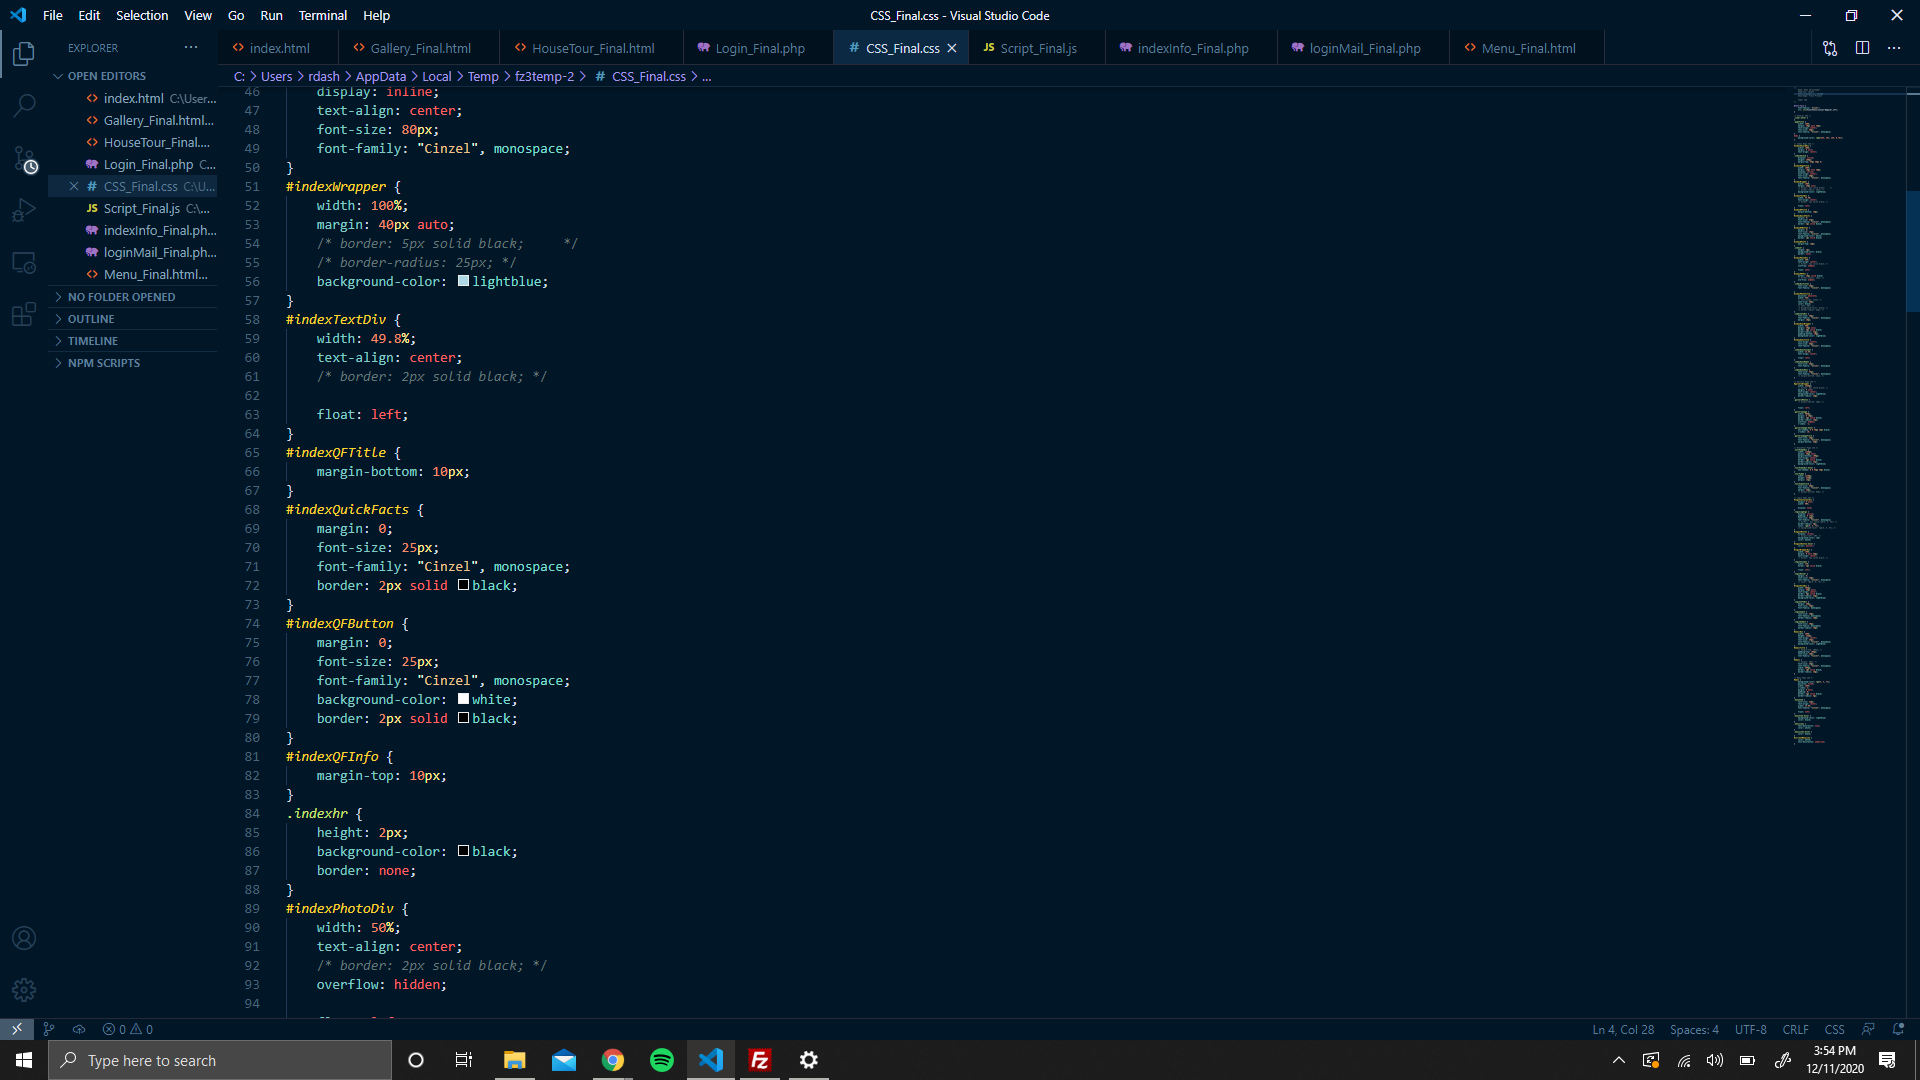 File Edit Selection View Go Run Terminal Help
CSS_Final.css - Visual Studio Code
EXPLORER ...
index.html Gallery_Final.html HouseTour_Final.html Login_Final.php CSS_Final.css Script_Final.js indexInfo_Final.php loginMail_Final.php Menu_Final.html
OPEN EDITORS
index.html C:\User...
Gallery_Final.html...
HouseTour_Final....
Login_Final.php C...
CSS_Final.css C:\U...
JS Script_Final.js C:\...
indexInfo_Final.ph...
loginMail_Final.ph...
Menu_Final.html...
NO FOLDER OPENED
OUTLINE
TIMELINE
NPM SCRIPTS
C: > Users > rdash > AppData > Local > Temp > fz3temp-2 > # CSS_Final.css > ...
46 display: inline;
47 text-align: center;
48 font-size: 80px;
49 font-family: "Cinzel", monospace;
50 }
51 #indexWrapper {
52 width: 100%;
53 margin: 40px auto;
54 /* border: 5px solid black; */
55 /* border-radius: 25px; */
56 background-color: lightblue;
57 }
58 #indexTextDiv {
59 width: 49.8%;
60 text-align: center;
61 /* border: 2px solid black; */
62
63 float: left;
64 }
65 #indexQFTitle {
66 margin-bottom: 10px;
67 }
68 #indexQuickFacts {
69 margin: 0;
70 font-size: 25px;
71 font-family: "Cinzel", monospace;
72 border: 2px solid black;
73 }
74 #indexQFButton {
75 margin: 0;
76 font-size: 25px;
77 font-family: "Cinzel", monospace;
78 background-color: white;
79 border: 2px solid black;
80 }
81 #indexQFInfo {
82 margin-top: 10px;
83 }
84 .indexhr {
85 height: 2px;
86 background-color: black;
87 border: none;
88 }
89 #indexPhotoDiv {
90 width: 50%;
91 text-align: center;
92 /* border: 2px solid black; */
93 overflow: hidden;
94
0 0
Ln 4, Col 28 Spaces: 4 UTF-8 CRLF CSS
Type here to search
3:54 PM
12/11/2020